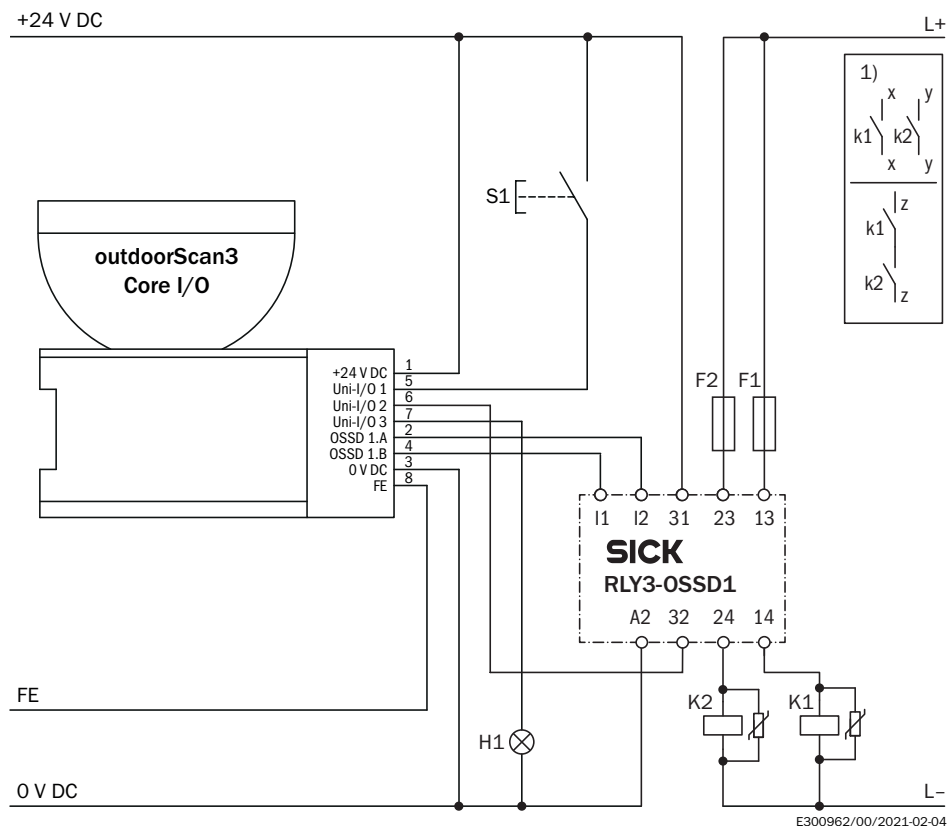 +24 V DC
L+
1)
x y
k1 k2
x y
z
k1
k2
z
S1
outdoorScan3
Core I/O
+24 V DC 1
Uni-I/O 1 5
Uni-I/O 2 6
Uni-I/O 3 7
OSSD 1.A 2
OSSD 1.B 4
0 V DC 3
FE 8
F2 F1
I1 I2 31 23 13
SICK
RLY3-OSSD1
A2 32 24 14
FE
K2 K1
H1
0 V DC
L–
E300962/00/2021-02-04